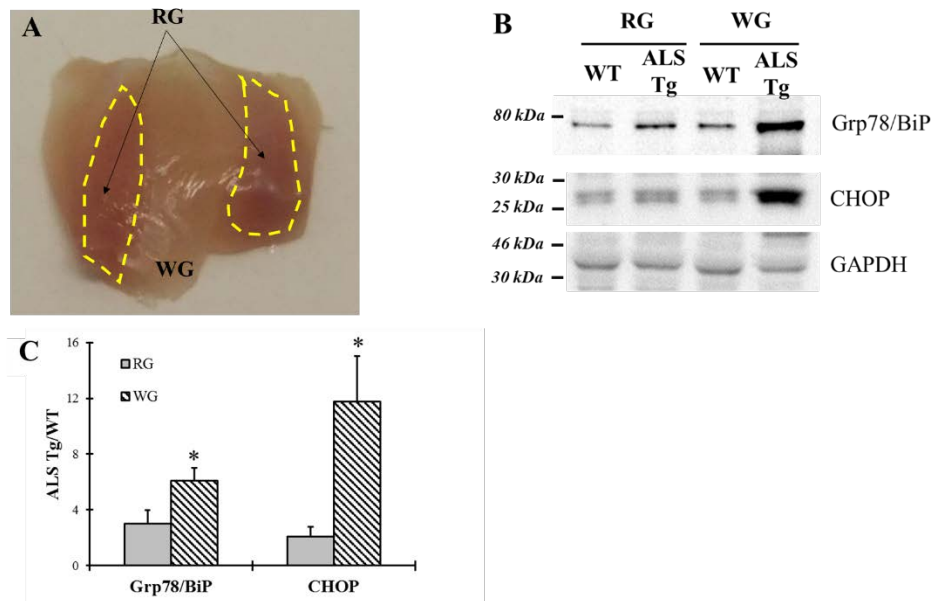 A
RG
WG
B
RG WG
WT ALS Tg WT ALS Tg
80 kDa Grp78/BiP
30 kDa
25 kDa CHOP
46 kDa
30 kDa GAPDH
C
16
12
8
4
0
ALS Tg/WT
RG
WG
*
*
Grp78/BiP CHOP